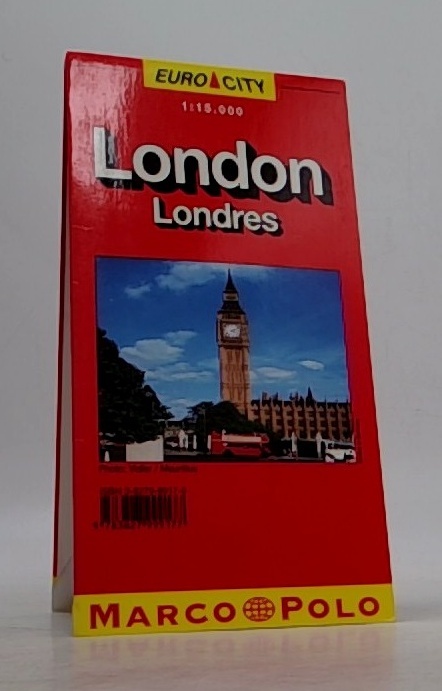 EURO CITY
1:15.000
London
Londres
MARCO POLO